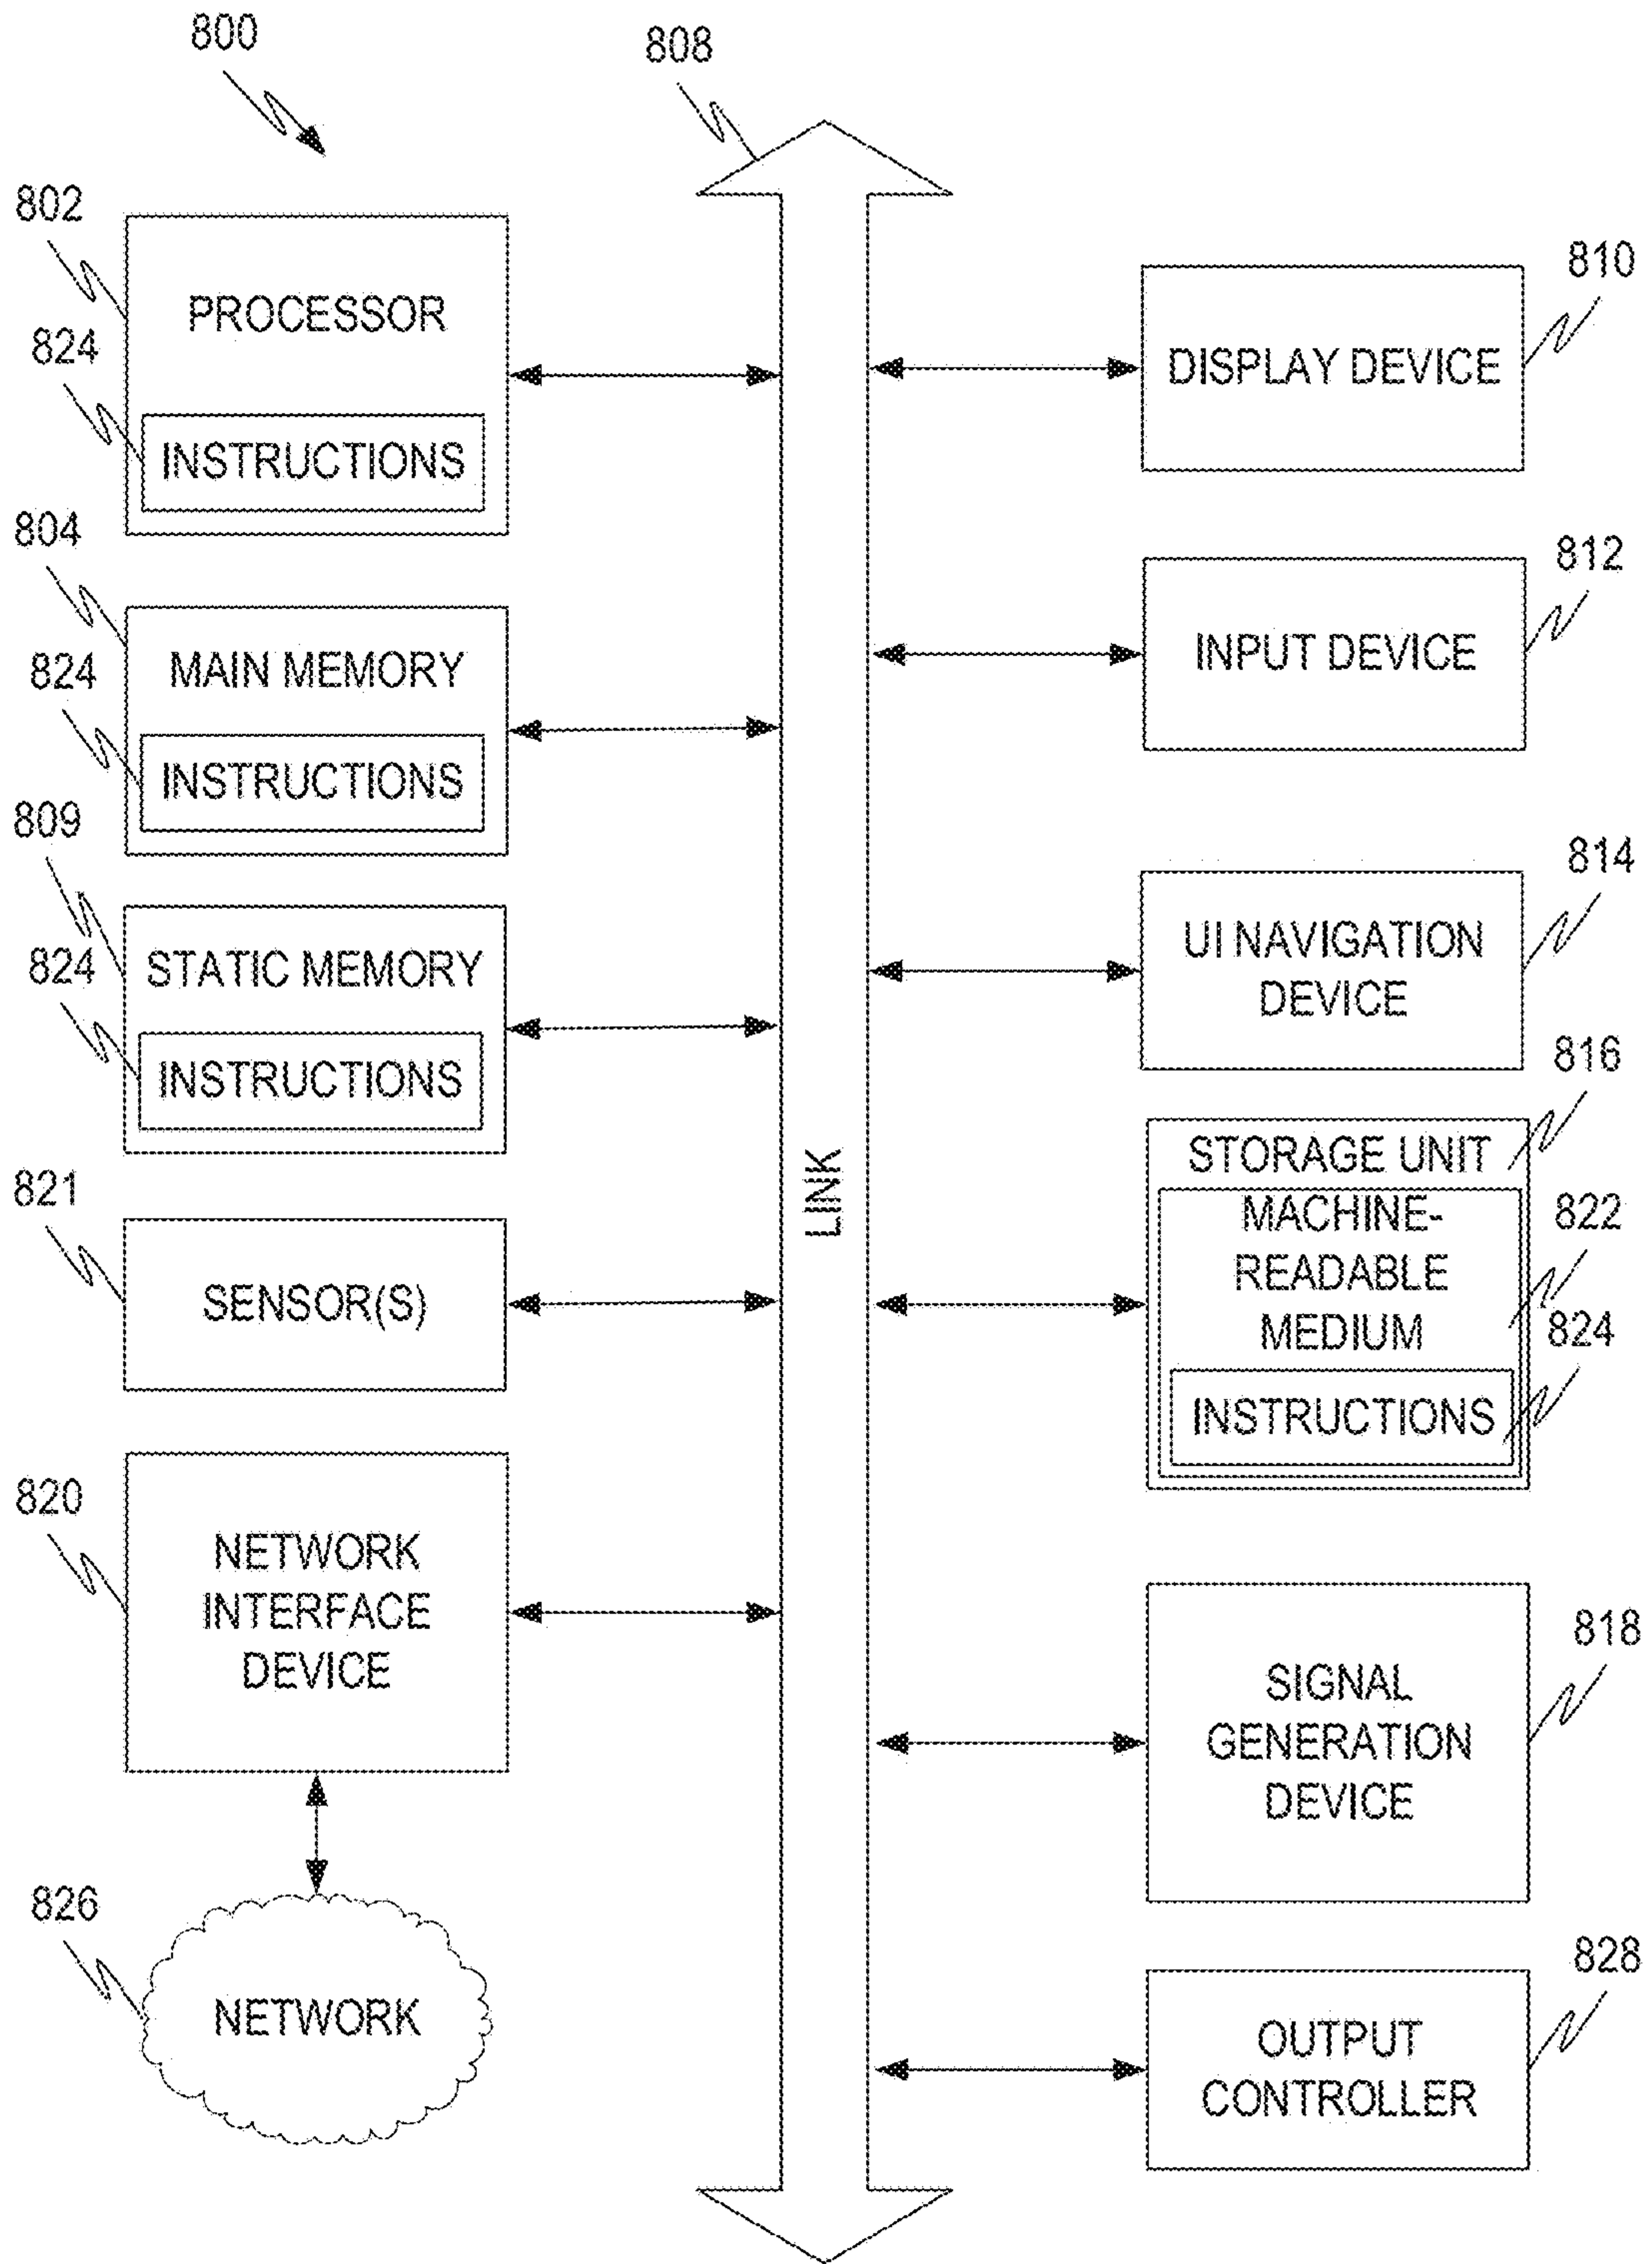 800
808
802
PROCESSOR
824
INSTRUCTIONS
804
MAIN MEMORY
824
INSTRUCTIONS
809
STATIC MEMORY
824
INSTRUCTIONS
821
SENSOR(S)
820
NETWORK
INTERFACE
DEVICE
826
NETWORK
LINK
810
DISPLAY DEVICE
812
INPUT DEVICE
814
UI NAVIGATION
DEVICE
816
STORAGE UNIT
MACHINE-
READABLE
MEDIUM
822
824
INSTRUCTIONS
818
SIGNAL
GENERATION
DEVICE
828
OUTPUT
CONTROLLER